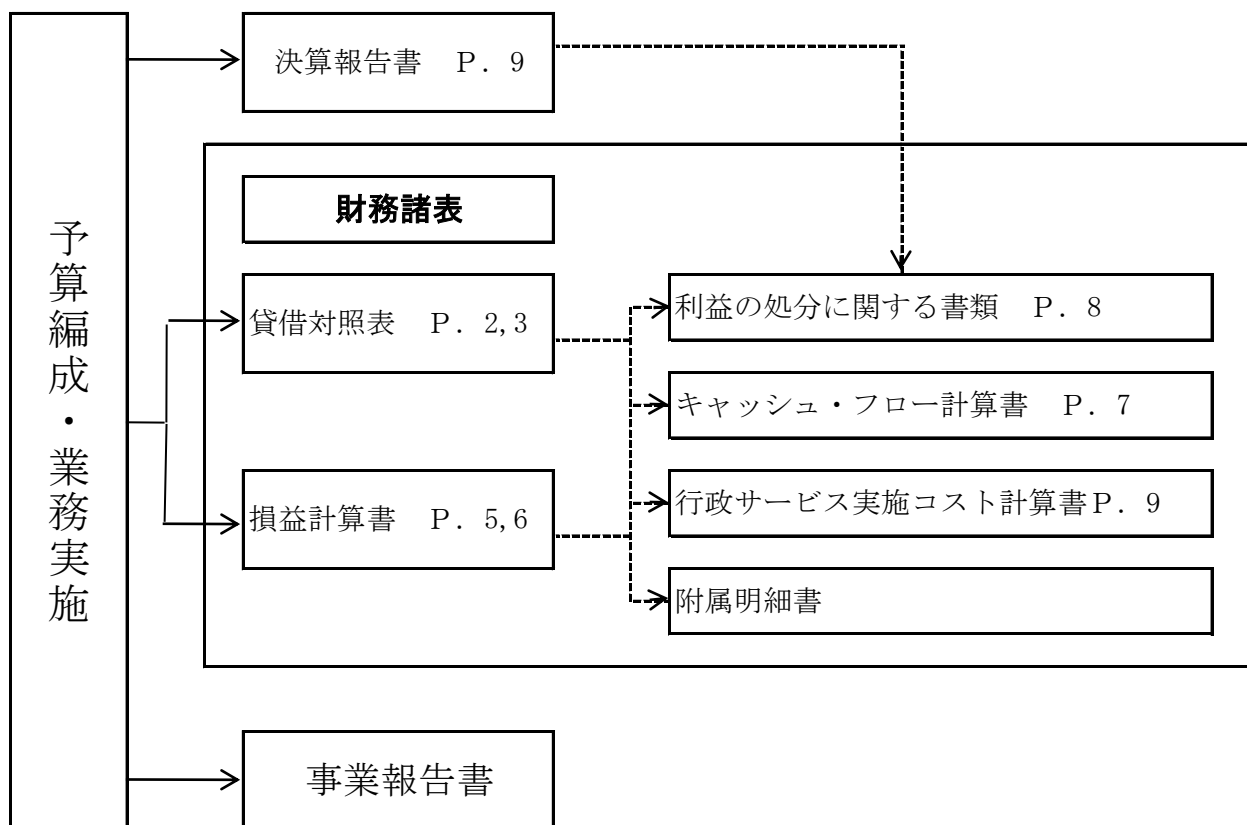 予算編成・業務実施
決算報告書　Ｐ．９
財務諸表
貸借対照表　Ｐ．2,3
損益計算書　Ｐ．5,6
利益の処分に関する書類　Ｐ．８
キャッシュ・フロー計算書　Ｐ．７
行政サービス実施コスト計算書Ｐ．９
附属明細書
事業報告書